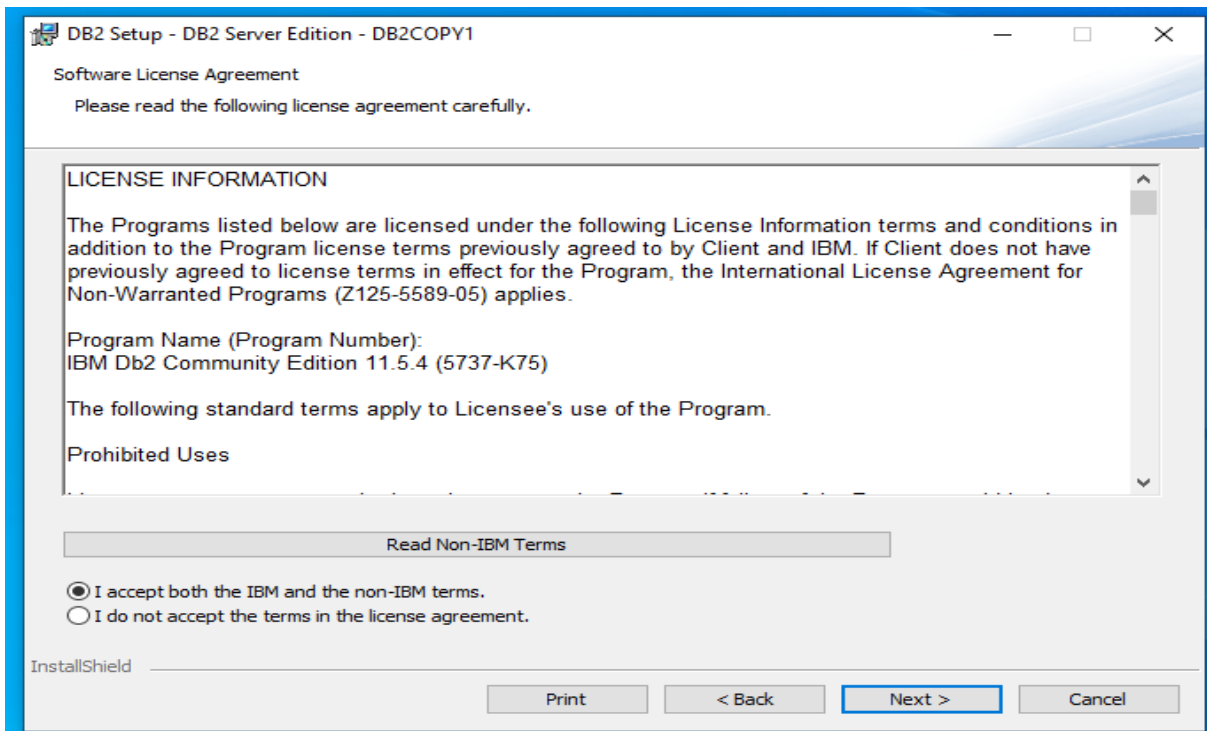 DB2 Setup - DB2 Server Edition - DB2COPY1
Software License Agreement
Please read the following license agreement carefully.
LICENSE INFORMATION
The Programs listed below are licensed under the following License Information terms and conditions in
addition to the Program license terms previously agreed to by Client and IBM. If Client does not have
previously agreed to license terms in effect for the Program, the International License Agreement for
Non-Warranted Programs (Z125-5589-05) applies.
Program Name (Program Number):
IBM Db2 Community Edition 11.5.4 (5737-K75)
The following standard terms apply to Licensee's use of the Program.
Prohibited Uses
Read Non-IBM Terms
I accept both the IBM and the non-IBM terms.
I do not accept the terms in the license agreement.
InstallShield
Print
< Back
Next >
Cancel